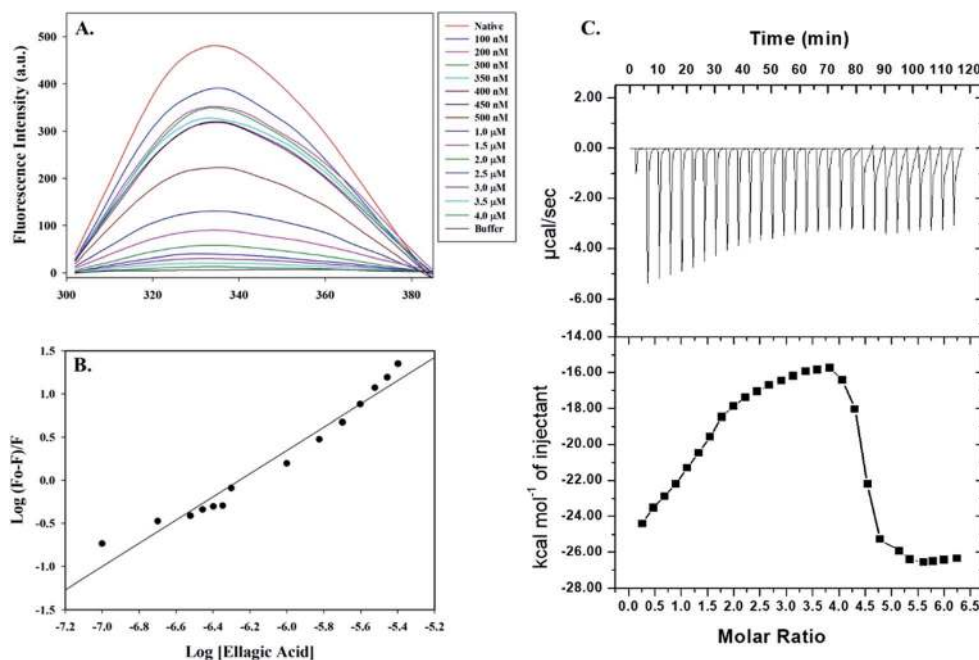 A.
500
400
300
200
100
0
Fluorescence Intensity (a.u.)
300
320
340
360
380
Native
100 nM
200 nM
300 nM
350 nM
400 nM
450 nM
500 nM
1.0 µM
1.5 µM
2.0 µM
2.5 µM
3.0 µM
3.5 µM
4.0 µM
Buffer
B.
1.5
1.0
0.5
0.0
-0.5
-1.0
-1.5
Log (Fo-F)/F
-7.2 -7.0 -6.8 -6.6 -6.4 -6.2 -6.0 -5.8 -5.6 -5.4 -5.2
Log [Ellagic Acid]
C.
Time (min)
0 10 20 30 40 50 60 70 80 90 100 110 120
2.00
0.00
-2.00
-4.00
-6.00
-14.00
µcal/sec
-16.00
-18.00
-20.00
-22.00
-24.00
-26.00
-28.00
kcal mol⁻¹ of injectant
0.0 0.5 1.0 1.5 2.0 2.5 3.0 3.5 4.0 4.5 5.0 5.5 6.0 6.5
Molar Ratio